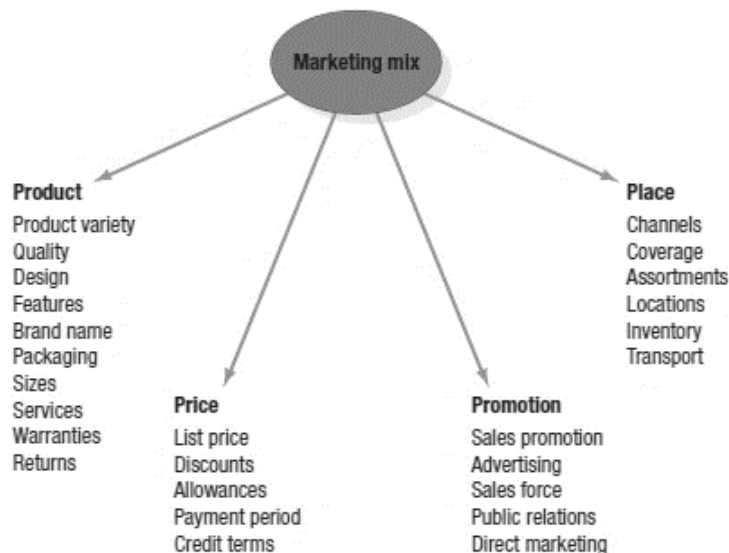 Marketing mix
Product
Product variety
Quality
Design
Features
Brand name
Packaging
Sizes
Services
Warranties
Returns
Price
List price
Discounts
Allowances
Payment period
Credit terms
Promotion
Sales promotion
Advertising
Sales force
Public relations
Direct marketing
Place
Channels
Coverage
Assortments
Locations
Inventory
Transport